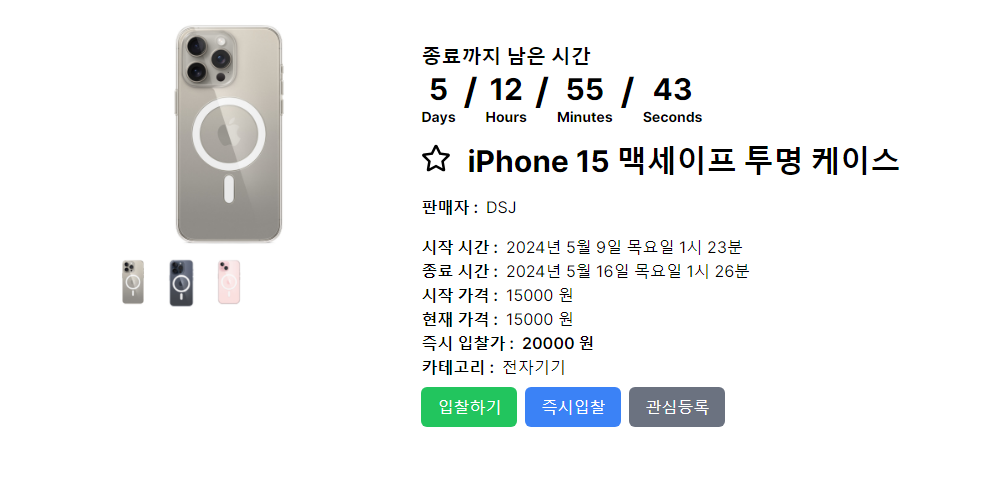 종료까지 남은 시간
5 / 12 / 55 / 43
Days Hours Minutes Seconds
iPhone 15 맥세이프 투명 케이스
판매자 : DSJ
시작 시간 : 2024년 5월 9일 목요일 1시 23분
종료 시간 : 2024년 5월 16일 목요일 1시 26분
시작 가격 : 15000 원
현재 가격 : 15000 원
즉시 입찰가 : 20000 원
카테고리 : 전자기기
입찰하기 즉시입찰 관심등록